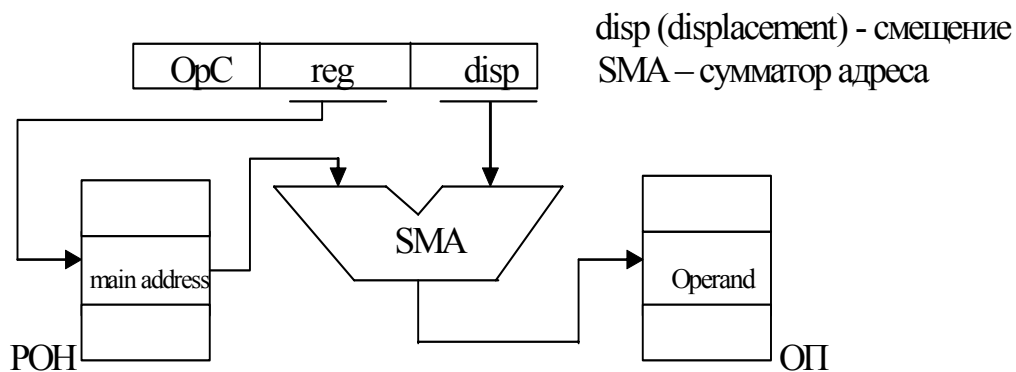 disp (displacement) - смещение
SMA – сумматор адреса
OpC reg disp
SMA
main address
Operand
РОН
ОП